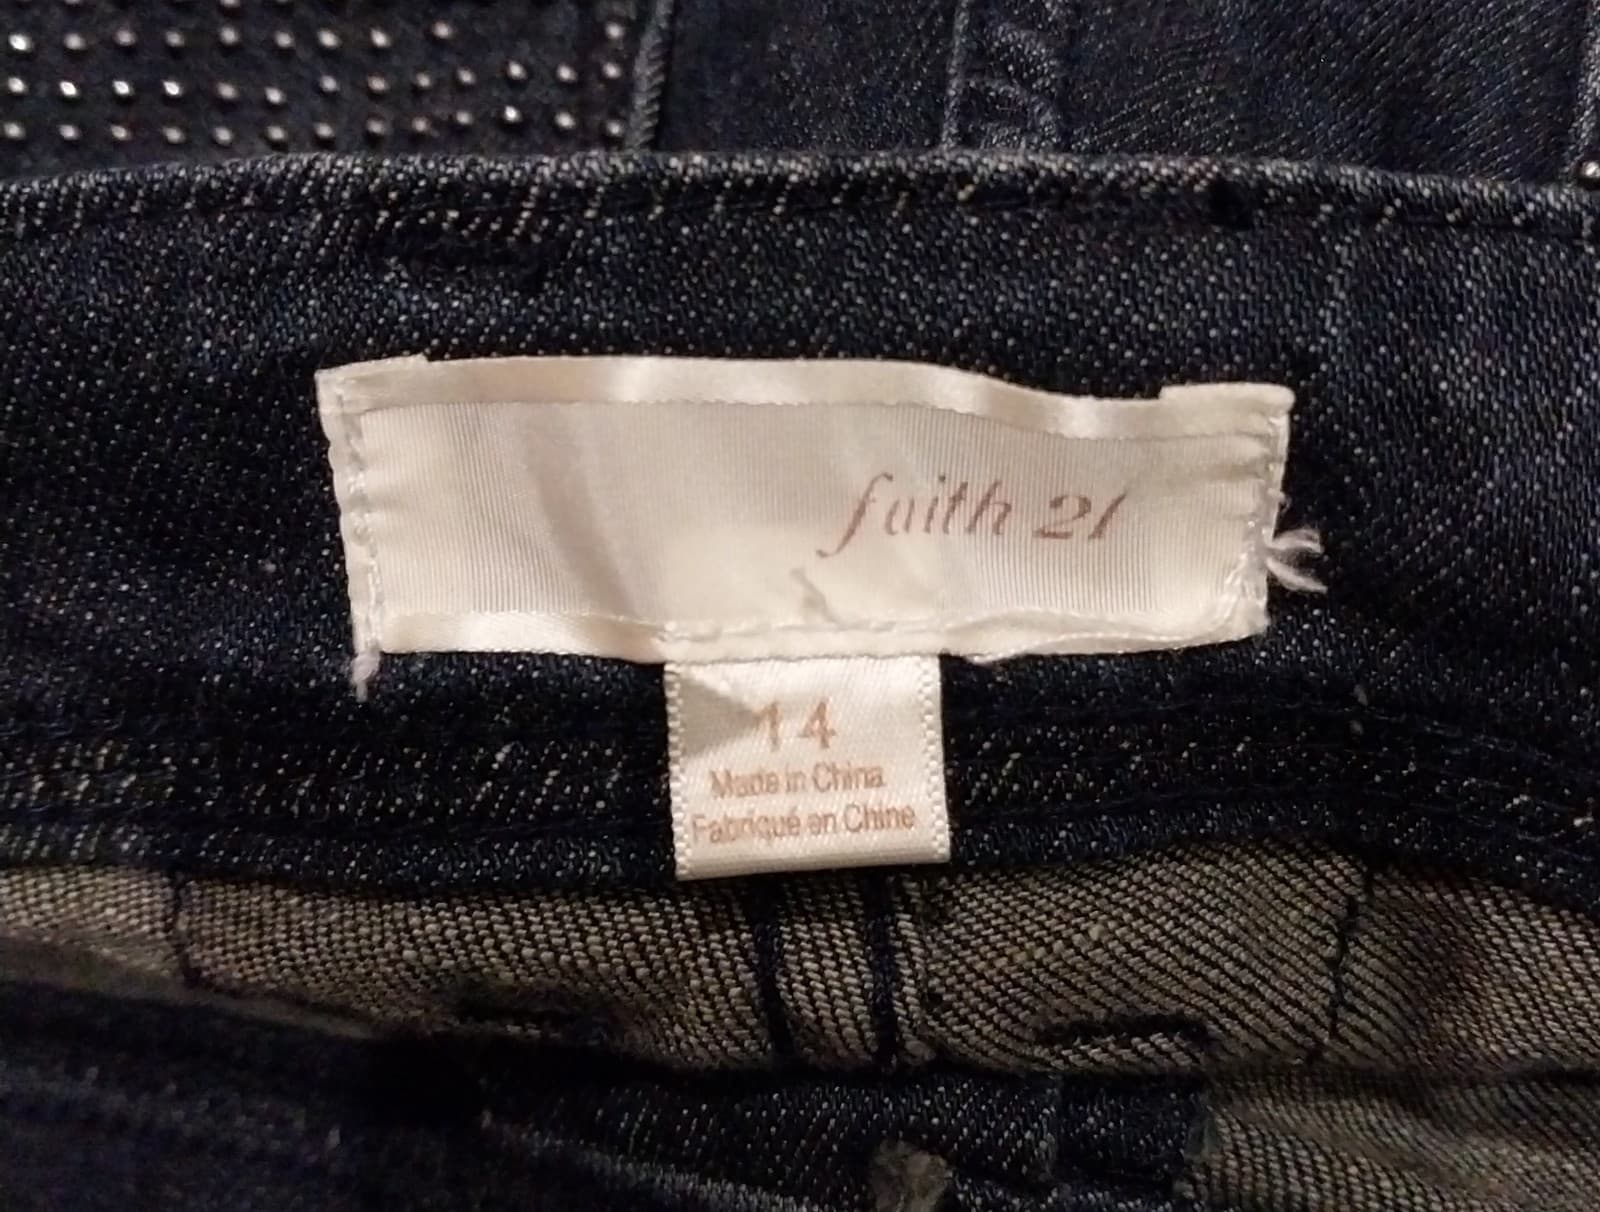 faith 21
14
Made in China
Fabriqué en Chine